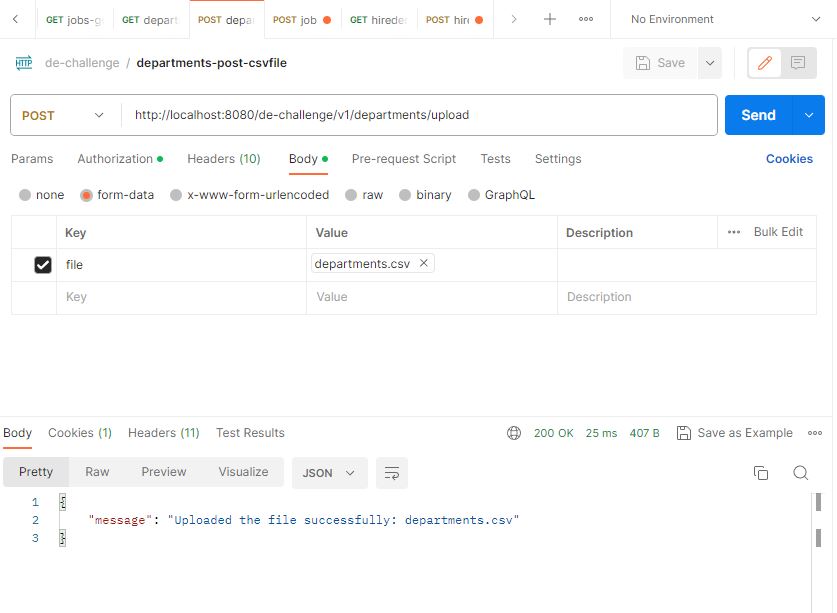 GET jobs-g GET depart POST depa POST job GET hirede POST hire No Environment
HTTP de-challenge / departments-post-csvfile Save
POST http://localhost:8080/de-challenge/v1/departments/upload Send
Params Authorization Headers (10) Body Pre-request Script Tests Settings Cookies
none form-data x-www-form-urlencoded raw binary GraphQL
Key Value Description Bulk Edit
file departments.csv
Key Value Description
Body Cookies (1) Headers (11) Test Results 200 OK 25 ms 407 B Save as Example
Pretty Raw Preview Visualize JSON
1 {
2 "message": "Uploaded the file successfully: departments.csv"
3 }